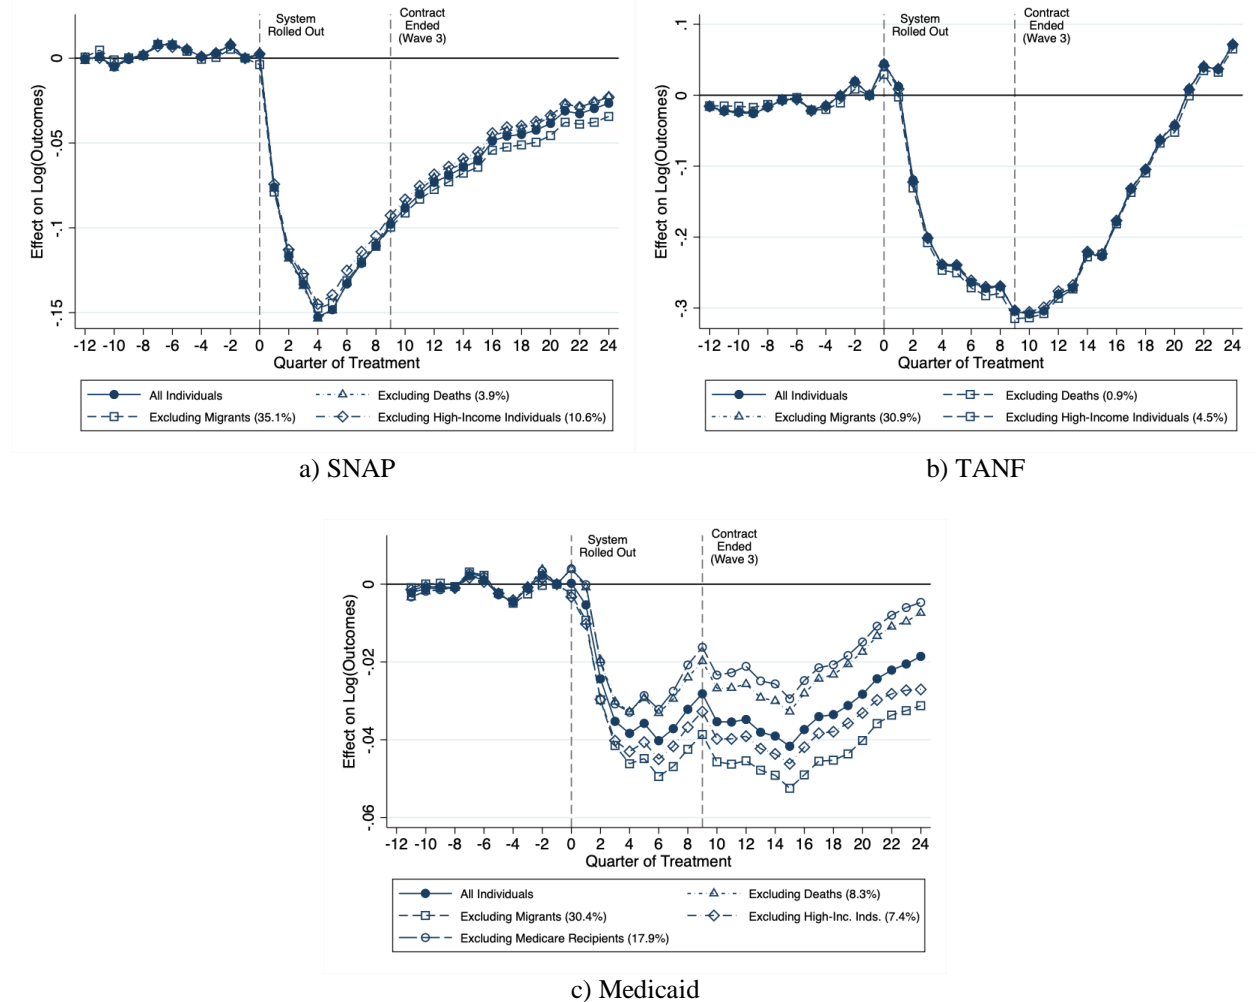 System
Rolled Out
Contract
Ended
(Wave 3)
Effect on Log(Outcomes)
0
-.05
-.1
-.15
-12 -10 -8 -6 -4 -2 0 2 4 6 8 10 12 14 16 18 20 22 24
Quarter of Treatment
All Individuals
Excluding Deaths (3.9%)
Excluding Migrants (35.1%)
Excluding High-Income Individuals (10.6%)
a) SNAP
System
Rolled Out
Contract
Ended
(Wave 3)
Effect on Log(Outcomes)
.1
0
-.1
-.2
-.3
-12 -10 -8 -6 -4 -2 0 2 4 6 8 10 12 14 16 18 20 22 24
Quarter of Treatment
All Individuals
Excluding Deaths (0.9%)
Excluding Migrants (30.9%)
Excluding High-Income Individuals (4.5%)
b) TANF
System
Rolled Out
Contract
Ended
(Wave 3)
Effect on Log(Outcomes)
0
-.02
-.04
-.06
-12 -10 -8 -6 -4 -2 0 2 4 6 8 10 12 14 16 18 20 22 24
Quarter of Treatment
All Individuals
Excluding Deaths (8.3%)
Excluding Migrants (30.4%)
Excluding High-Inc. Inds. (7.4%)
Excluding Medicare Recipients (17.9%)
c) Medicaid